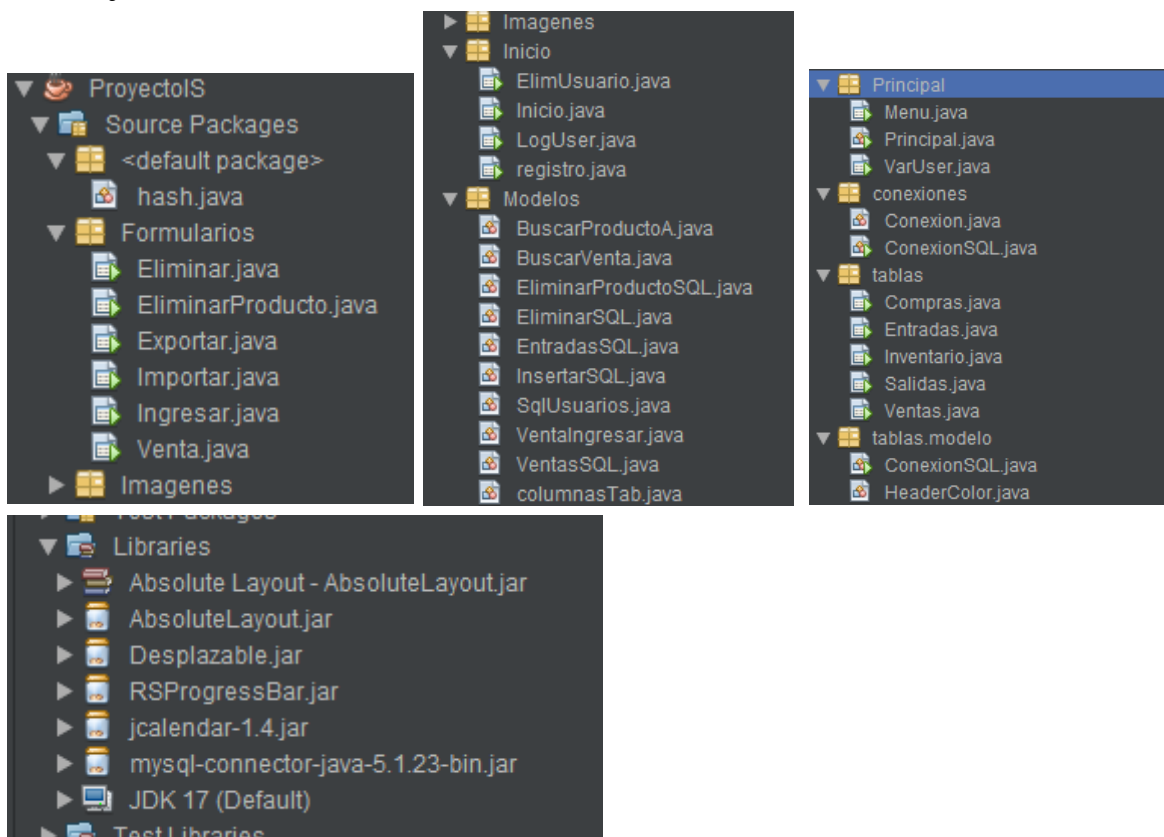 ProyectoIS
Source Packages
<default package>
hash.java
Formularios
Eliminar.java
EliminarProducto.java
Exportar.java
Importar.java
Ingresar.java
Venta.java
Imagenes
Imagenes
Inicio
ElimUsuario.java
Inicio.java
LogUser.java
registro.java
Modelos
BuscarProductoA.java
BuscarVenta.java
EliminarProductoSQL.java
EliminarSQL.java
EntradasSQL.java
InsertarSQL.java
SqlUsuarios.java
VentaIngresar.java
VentasSQL.java
columnasTab.java
Principal
Menu.java
Principal.java
VarUser.java
conexiones
Conexion.java
ConexionSQL.java
tablas
Compras.java
Entradas.java
Inventario.java
Salidas.java
Ventas.java
tablas.modelo
ConexionSQL.java
HeaderColor.java
Test Packages
Libraries
Absolute Layout - AbsoluteLayout.jar
AbsoluteLayout.jar
Desplazable.jar
RSProgressBar.jar
jcalendar-1.4.jar
mysql-connector-java-5.1.23-bin.jar
JDK 17 (Default)
Test Libraries